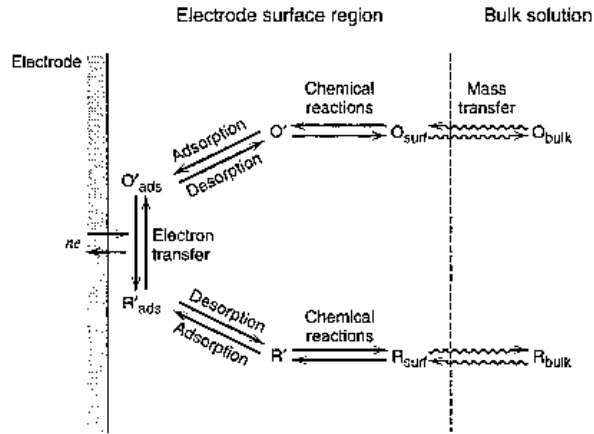 Electrode surface region
Bulk solution
Electrode
Chemical
reactions
Mass
transfer
O'
O_surf
O_bulk
Adsorption
Desorption
O'_ads
ne
Electron
transfer
R'_ads
Desorption
Adsorption
Chemical
reactions
R'
R_surf
R_bulk